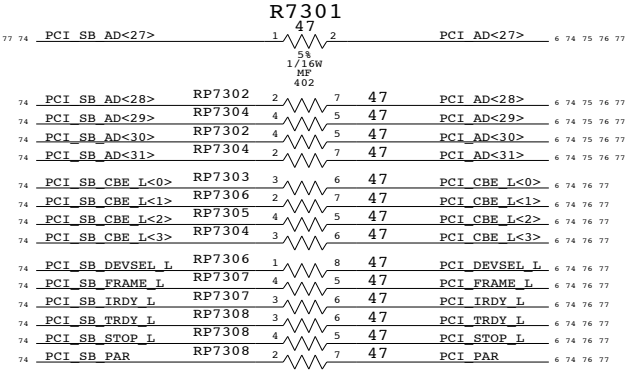 R7301
47
77 74 PCI_SB_AD<27> 1 2 PCI_AD<27> 6 74 75 76 77
5%
1/16W
MF
402
74 PCI_SB_AD<28> RP7302 2 7 47 PCI_AD<28> 6 74 75 76 77
74 PCI_SB_AD<29> RP7304 4 5 47 PCI_AD<29> 6 74 75 76 77
74 PCI_SB_AD<30> RP7302 4 5 47 PCI_AD<30> 6 74 75 76 77
74 PCI_SB_AD<31> RP7304 2 7 47 PCI_AD<31> 6 74 75 76 77
74 PCI_SB_CBE_L<0> RP7303 3 6 47 PCI_CBE_L<0> 6 74 76 77
74 PCI_SB_CBE_L<1> RP7306 2 7 47 PCI_CBE_L<1> 6 74 76 77
74 PCI_SB_CBE_L<2> RP7305 4 5 47 PCI_CBE_L<2> 6 74 76 77
74 PCI_SB_CBE_L<3> RP7304 3 6 47 PCI_CBE_L<3> 6 74 76 77
74 PCI_SB_DEVSEL_L RP7306 1 8 47 PCI_DEVSEL_L 6 74 76 77
74 PCI_SB_FRAME_L RP7307 4 5 47 PCI_FRAME_L 6 74 76 77
74 PCI_SB_IRDY_L RP7307 3 6 47 PCI_IRDY_L 6 74 76 77
74 PCI_SB_TRDY_L RP7308 3 6 47 PCI_TRDY_L 6 74 76 77
74 PCI_SB_STOP_L RP7308 4 5 47 PCI_STOP_L 6 74 76 77
74 PCI_SB_PAR RP7308 2 7 47 PCI_PAR 6 74 76 77